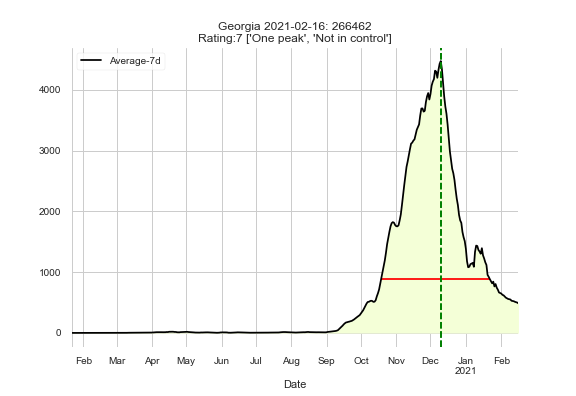 Georgia 2021-02-16: 266462
Rating:7 ['One peak', 'Not in control']
Average-7d
4000
3000
2000
1000
0
Feb Mar Apr May Jun Jul Aug Sep Oct Nov Dec Jan Feb
2021
Date